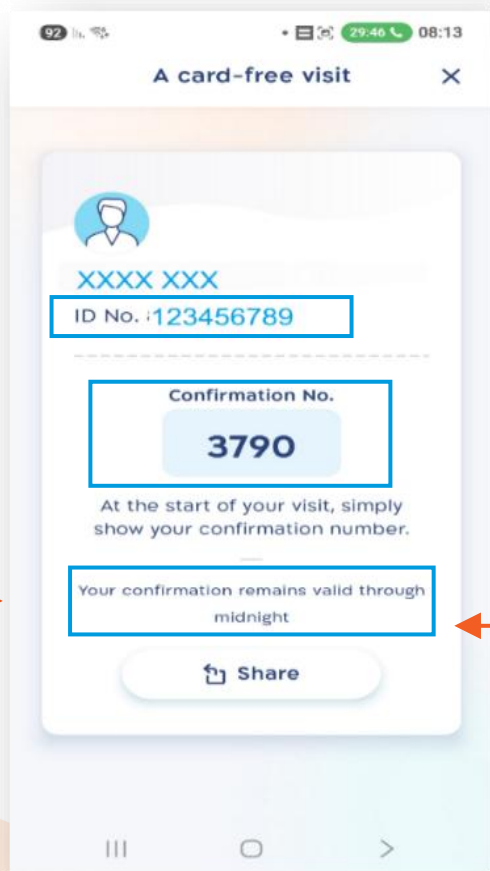 92 29:46 08:13
A card-free visit
XXXX XXX
ID No. 123456789
Confirmation No.
3790
At the start of your visit, simply
show your confirmation number.
Your confirmation remains valid through
midnight
Share